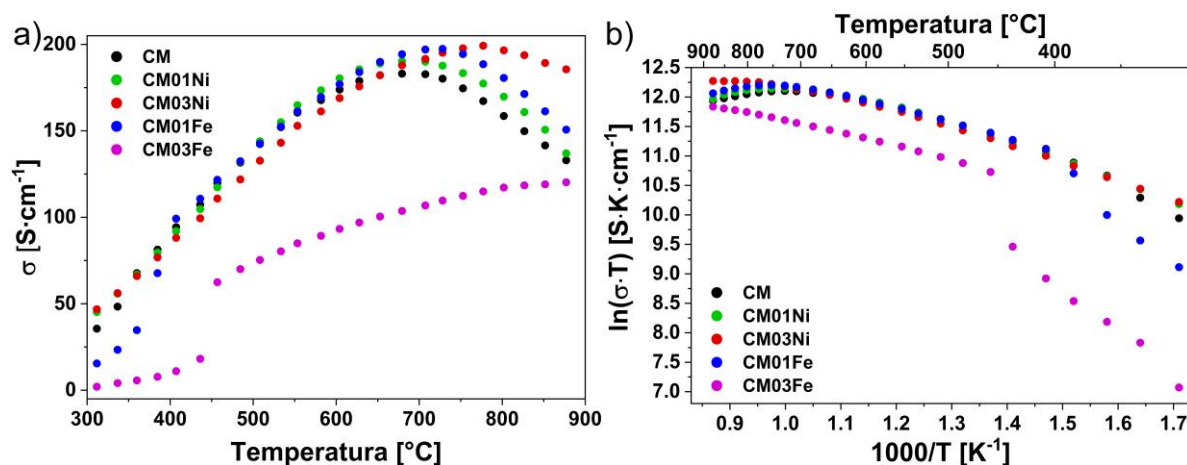 a)
200
150
100
50
0
σ [S·cm⁻¹]
CM
CM01Ni
CM03Ni
CM01Fe
CM03Fe
300 400 500 600 700 800 900
Temperatura [°C]
b)
Temperatura [°C]
900 800 700 600 500 400
12.5
12.0
11.5
11.0
10.5
10.0
9.5
9.0
8.5
8.0
7.5
7.0
ln(σ·T) [S·K·cm⁻¹]
CM
CM01Ni
CM03Ni
CM01Fe
CM03Fe
0.9 1.0 1.1 1.2 1.3 1.4 1.5 1.6 1.7
1000/T [K⁻¹]